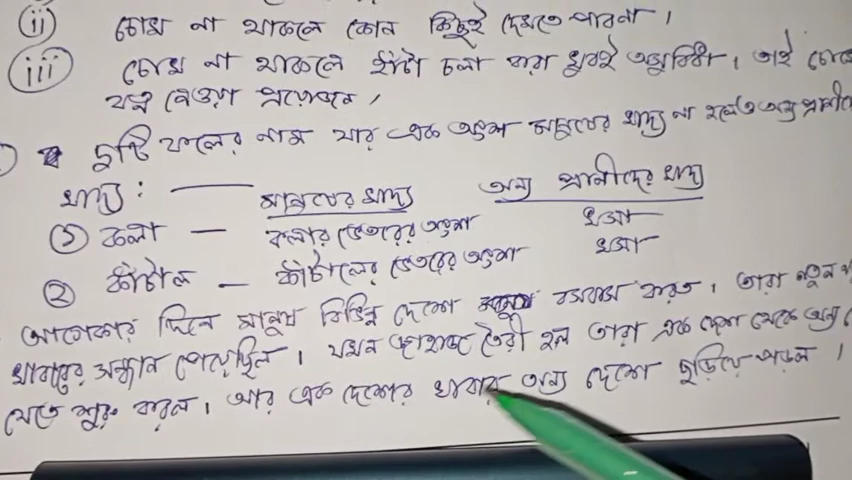 (ii) চোখ না থাকলে কোন কিছুই দেখতে পাবনা।
(iii) চোখ না থাকলে হাঁটা চলা করা খুবই অসুবিধা। তাই
যত্ন নেওয়া প্রয়োজন।
দুটি ফলের নাম যার এক অংশ মানুষের খাদ্য না হলেও অন্য
খাদ্য : — মানুষের খাদ্য অন্য প্রানীদের খাদ্য
১) কলা — কলার ভেতরের অংশ খোসা
২) কাঁটাল — কাঁটালের ভেতরের অংশ খোসা
আগেকার দিনে মানুষ বিভিন্ন দেশে বসবাস করত। তারা নতুন
খাবারের সন্ধান পেয়েছিল। যখন জাহাজ তৈরী হল তারা এক দেশ থেকে অন্য
যেতে শুরু করল। আর এক দেশের খাবার অন্য দেশে ছড়িয়ে পড়ল।